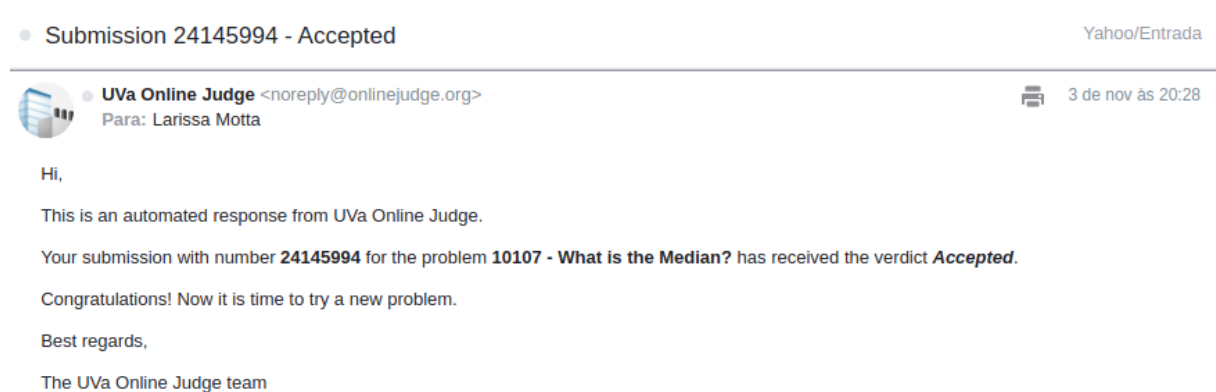 Submission 24145994 - Accepted
Yahoo/Entrada
UVa Online Judge <noreply@onlinejudge.org>
3 de nov às 20:28
Para: Larissa Motta
Hi,
This is an automated response from UVa Online Judge.
Your submission with number 24145994 for the problem 10107 - What is the Median? has received the verdict Accepted.
Congratulations! Now it is time to try a new problem.
Best regards,
The UVa Online Judge team